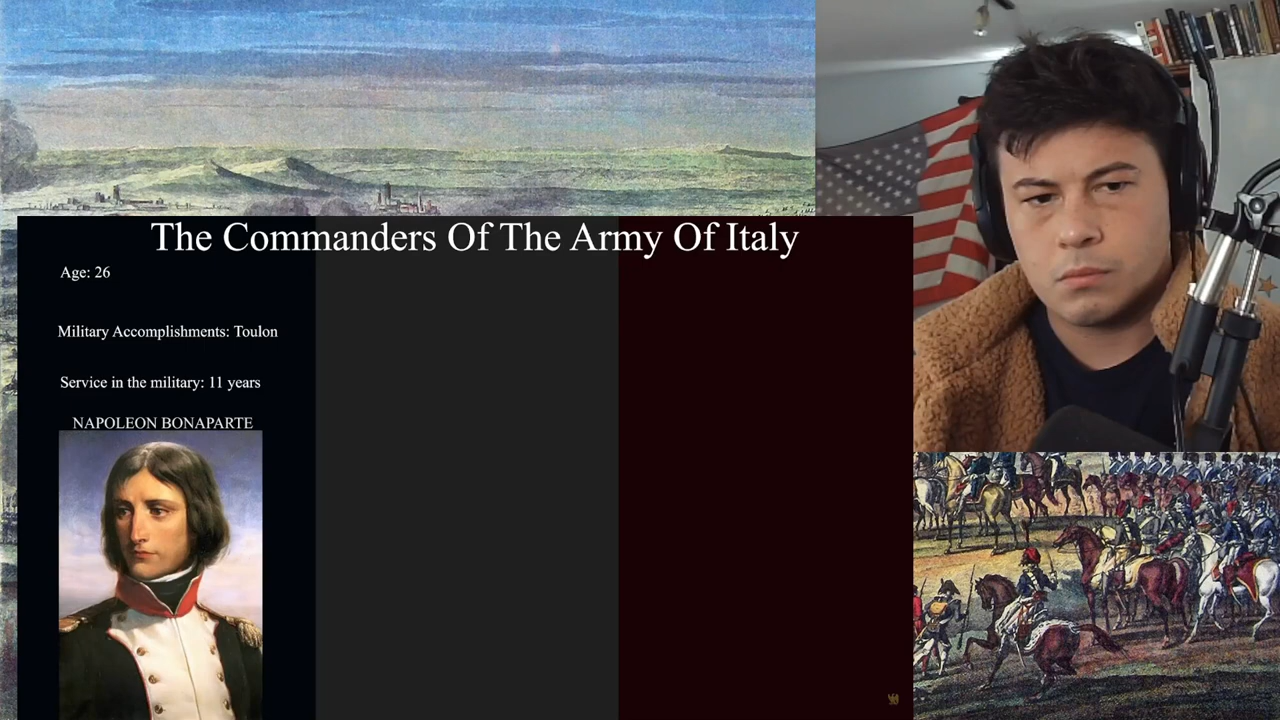 The Commanders Of The Army Of Italy
Age: 26
Military Accomplishments: Toulon
Service in the military: 11 years
NAPOLEON BONAPARTE